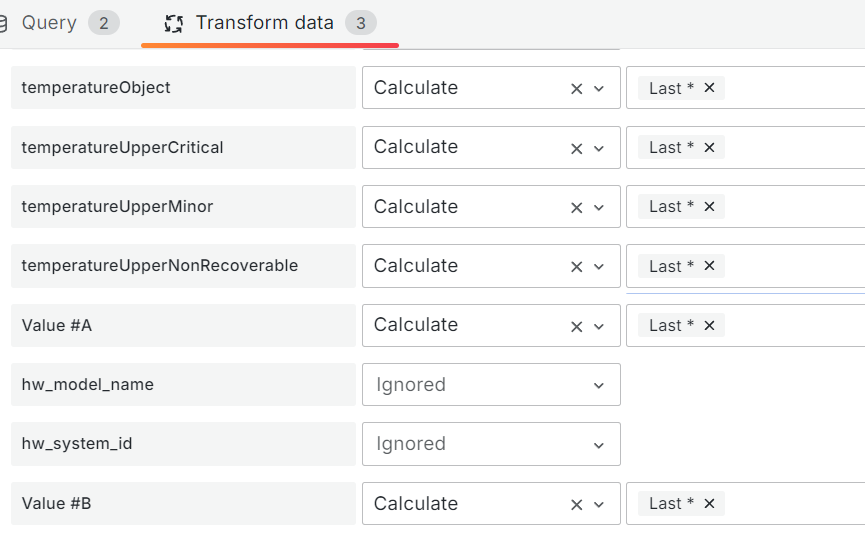 Query 2 Transform data 3
temperatureObject Calculate Last *
temperatureUpperCritical Calculate Last *
temperatureUpperMinor Calculate Last *
temperatureUpperNonRecoverable Calculate Last *
Value #A Calculate Last *
hw_model_name Ignored
hw_system_id Ignored
Value #B Calculate Last *